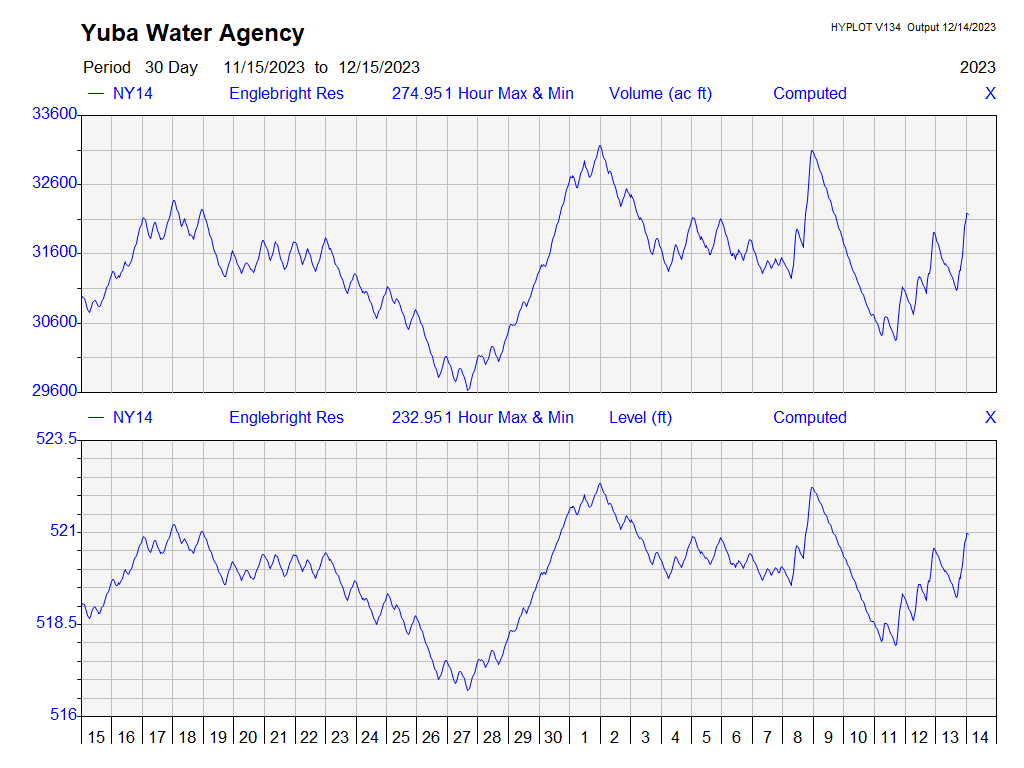 Yuba Water Agency
HYPLOT V134 Output 12/14/2023
Period 30 Day 11/15/2023 to 12/15/2023
2023
NY14 Englebright Res 274.951 Hour Max & Min Volume (ac ft) Computed X
33600
32600
31600
30600
29600
NY14 Englebright Res 232.951 Hour Max & Min Level (ft) Computed X
523.5
521
518.5
516
15 16 17 18 19 20 21 22 23 24 25 26 27 28 29 30 1 2 3 4 5 6 7 8 9 10 11 12 13 14